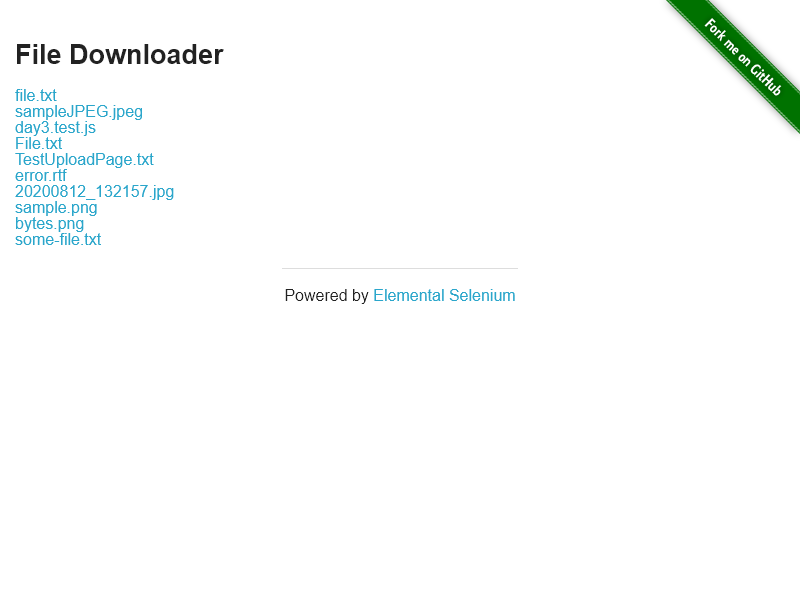 File Downloader
Fork me on GitHub
file.txt
sampleJPEG.jpeg
day3.test.js
File.txt
TestUploadPage.txt
error.rtf
20200812_132157.jpg
sample.png
bytes.png
some-file.txt
Powered by Elemental Selenium